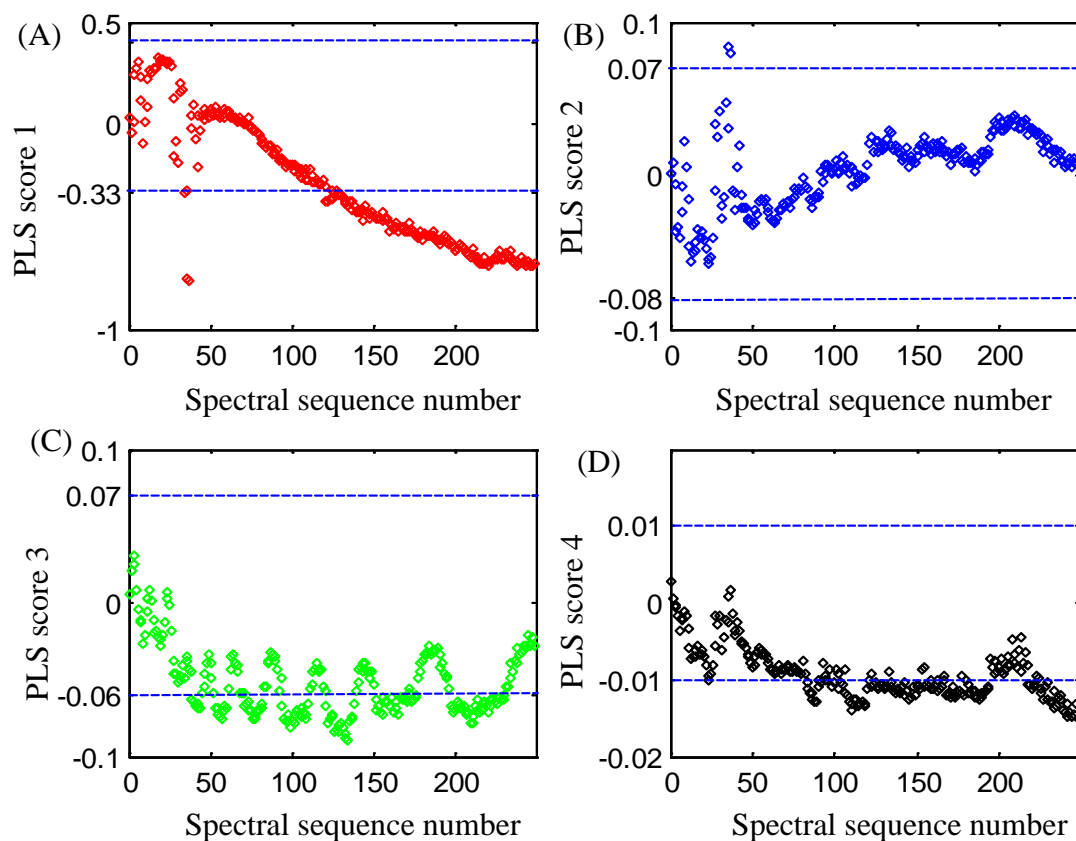 (A)
0.5
0
-0.33
-1
PLS score 1
0 50 100 150 200
Spectral sequence number
(B)
0.1
0.07
0
-0.08
-0.1
PLS score 2
0 50 100 150 200
Spectral sequence number
(C)
0.1
0.07
0
-0.06
-0.1
PLS score 3
0 50 100 150 200
Spectral sequence number
(D)
0.01
0
-0.01
-0.02
PLS score 4
0 50 100 150 200
Spectral sequence number